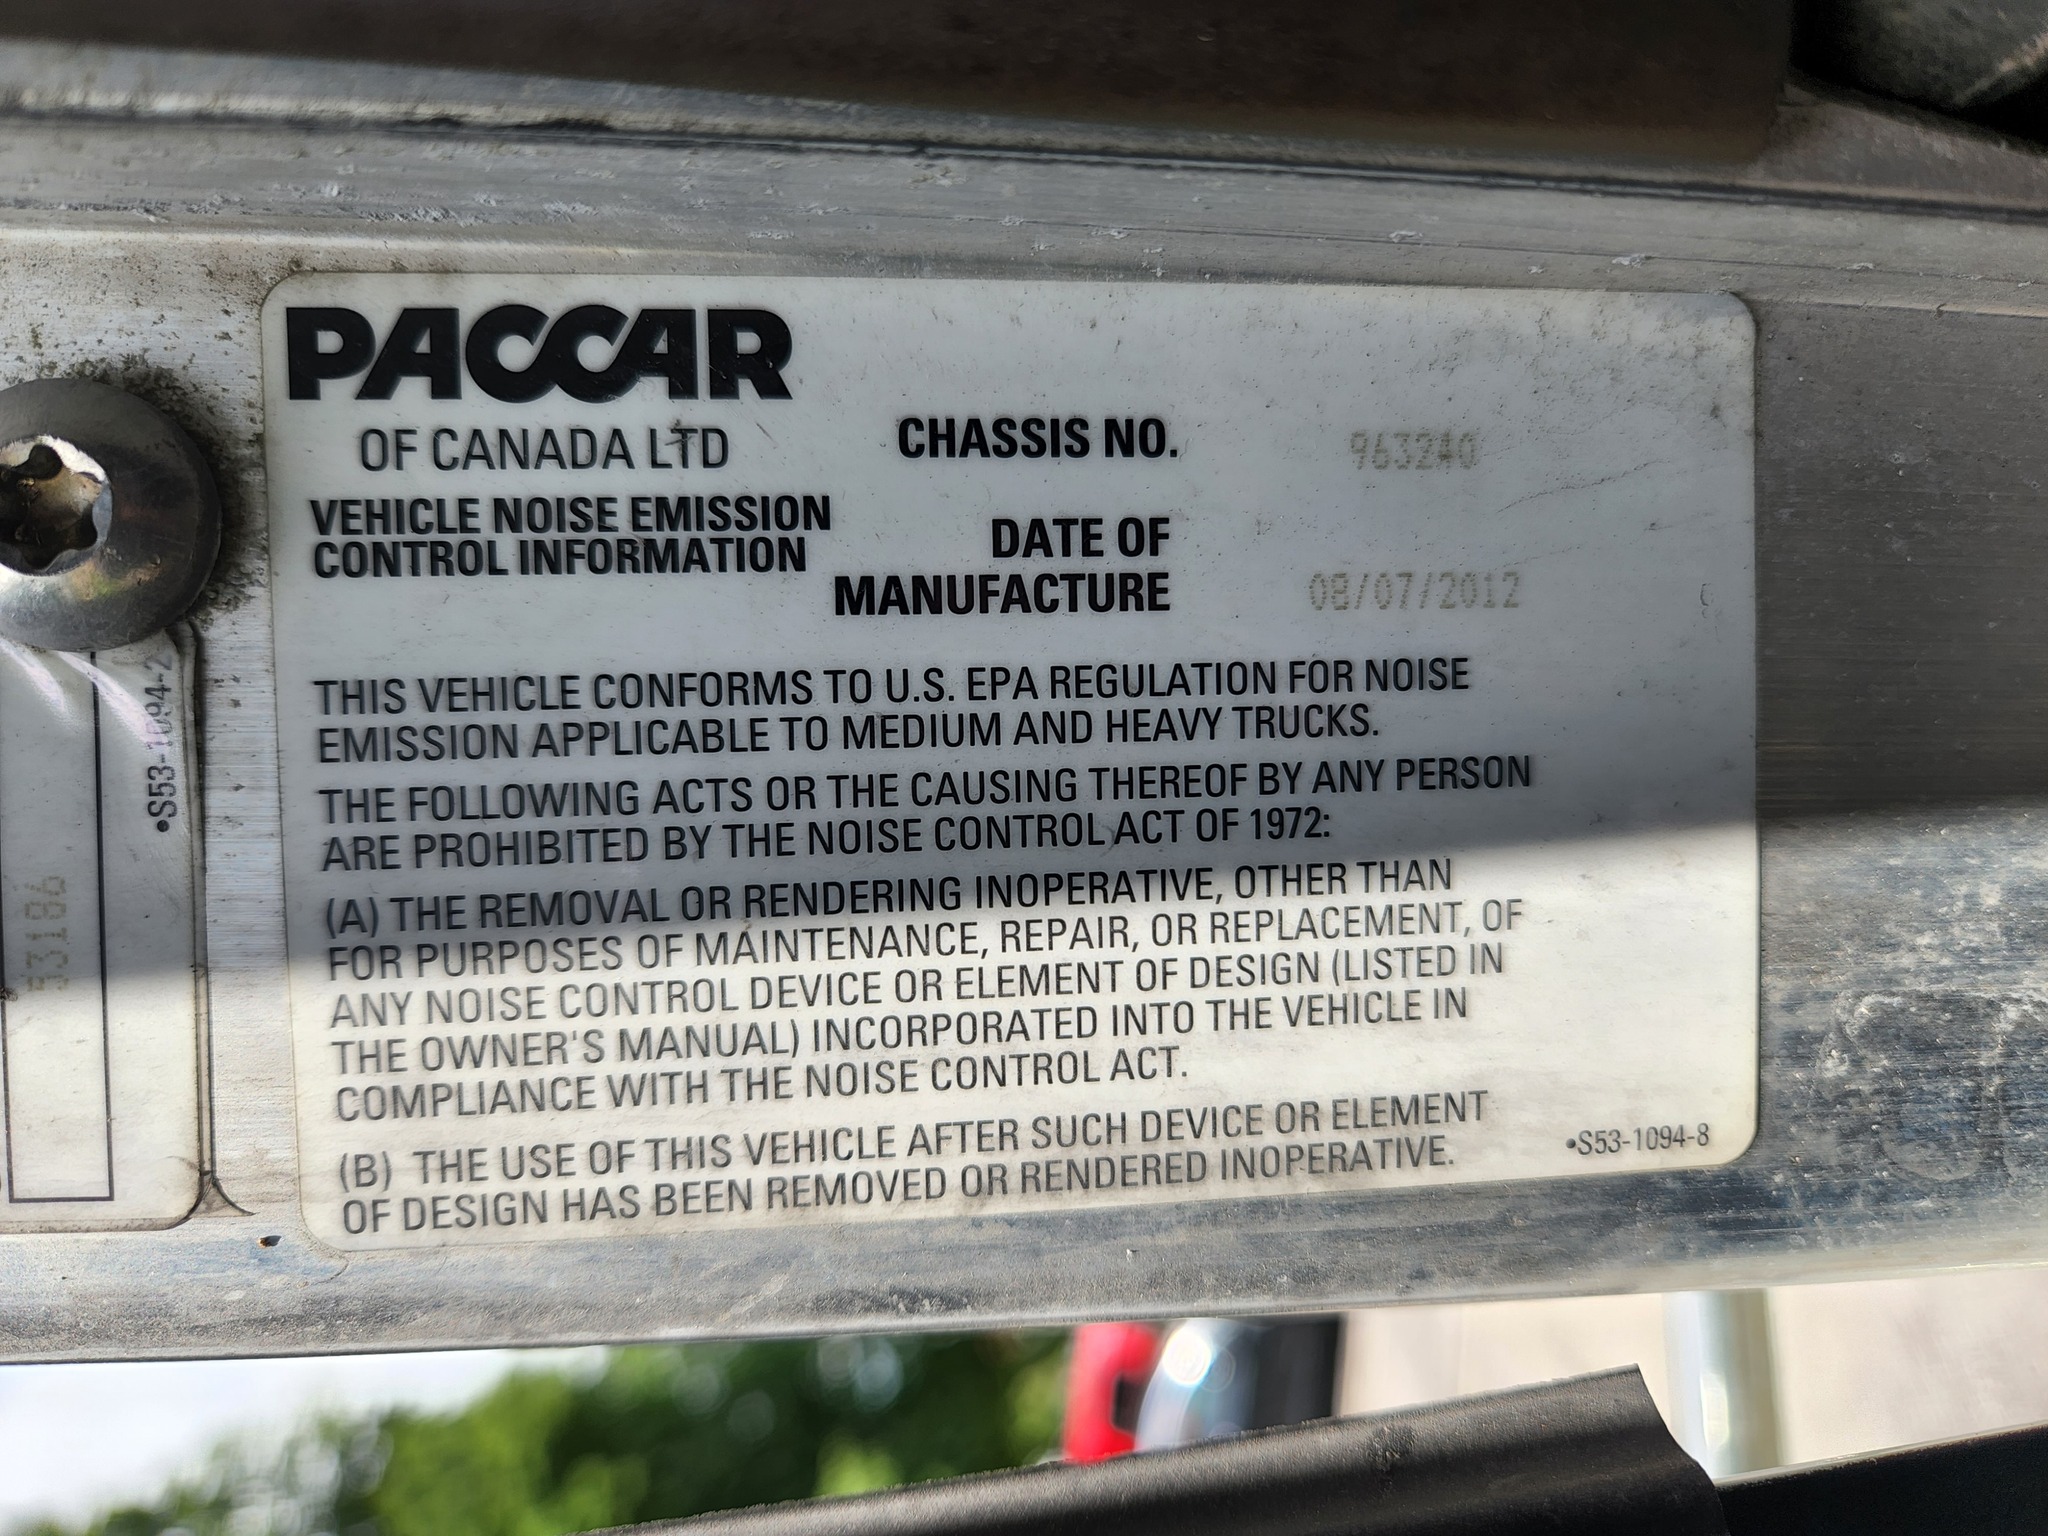 PACCAR
OF CANADA LTD
VEHICLE NOISE EMISSION
CONTROL INFORMATION
CHASSIS NO. 963240
DATE OF
MANUFACTURE 08/07/2012
THIS VEHICLE CONFORMS TO U.S. EPA REGULATION FOR NOISE
EMISSION APPLICABLE TO MEDIUM AND HEAVY TRUCKS.
THE FOLLOWING ACTS OR THE CAUSING THEREOF BY ANY PERSON
ARE PROHIBITED BY THE NOISE CONTROL ACT OF 1972:
(A) THE REMOVAL OR RENDERING INOPERATIVE, OTHER THAN
FOR PURPOSES OF MAINTENANCE, REPAIR, OR REPLACEMENT, OF
ANY NOISE CONTROL DEVICE OR ELEMENT OF DESIGN (LISTED IN
THE OWNER'S MANUAL) INCORPORATED INTO THE VEHICLE IN
COMPLIANCE WITH THE NOISE CONTROL ACT.
(B) THE USE OF THIS VEHICLE AFTER SUCH DEVICE OR ELEMENT
OF DESIGN HAS BEEN REMOVED OR RENDERED INOPERATIVE.
•S53-1094-8
•S53-1094-2
53186